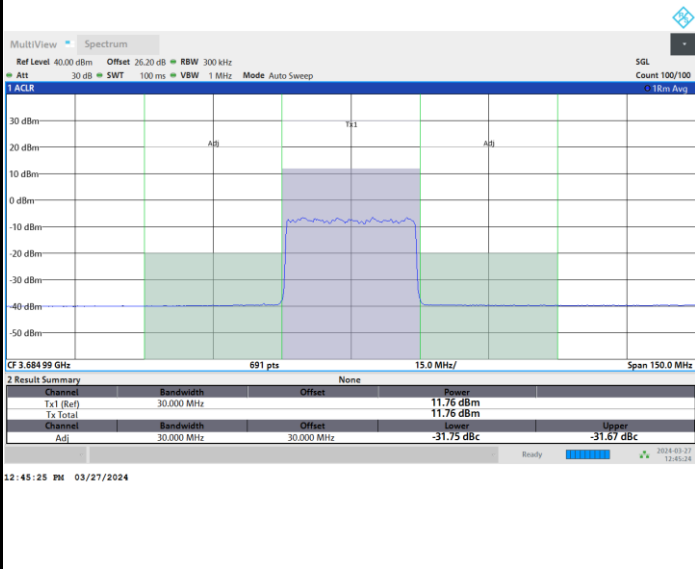 MultiView Spectrum
Ref Level 40.00 dBm Offset 26.20 dB RBW 300 kHz SGL
Att 30 dB SWT 100 ms VBW 1 MHz Mode Auto Sweep Count 100/100
1 ACLR 1Rm Avg
30 dBm
Tx1
20 dBm
Adj Adj
10 dBm
0 dBm
-10 dBm
-20 dBm
-30 dBm
-40 dBm
-50 dBm
CF 3.684 99 GHz 691 pts 15.0 MHz/ Span 150.0 MHz
2 Result Summary None
Channel Bandwidth Offset Power
Tx1 (Ref) 30.000 MHz 11.76 dBm
Tx Total 11.76 dBm
Channel Bandwidth Offset Lower Upper
Adj 30.000 MHz 30.000 MHz -31.75 dBc -31.67 dBc
Ready 2024-03-27
12:45:24
12:45:25 PM 03/27/2024